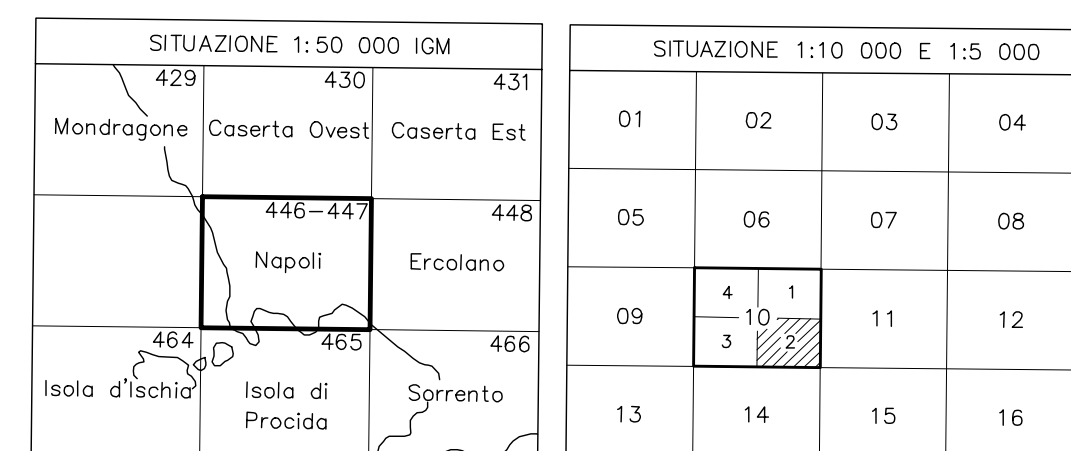 SITUAZIONE 1:50 000 IGM
429 430 431
Mondragone Caserta Ovest Caserta Est
446-447 448
Napoli Ercolano
464 465 466
Isola d'Ischia Isola di Sorrento
Procida
SITUAZIONE 1:10 000 E 1:5 000
01 02 03 04
05 06 07 08
4 1
09 10 11 12
3 2
13 14 15 16